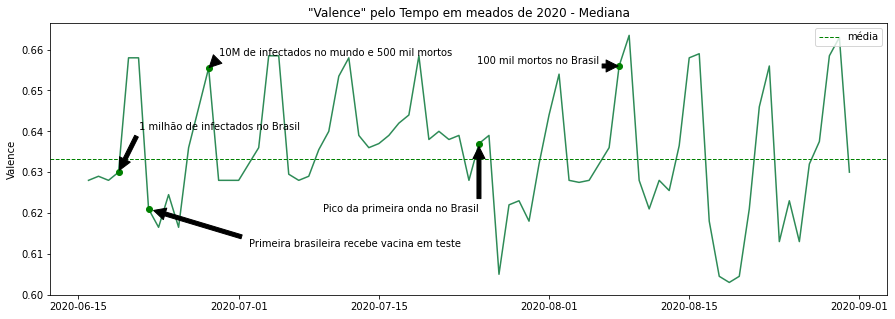 "Valence" pelo Tempo em meados de 2020 - Mediana
média
10M de infectados no mundo e 500 mil mortos
100 mil mortos no Brasil
1 milhão de infectados no Brasil
Pico da primeira onda no Brasil
Primeira brasileira recebe vacina em teste
Valence
0.66
0.65
0.64
0.63
0.62
0.61
0.60
2020-06-15
2020-07-01
2020-07-15
2020-08-01
2020-08-15
2020-09-01